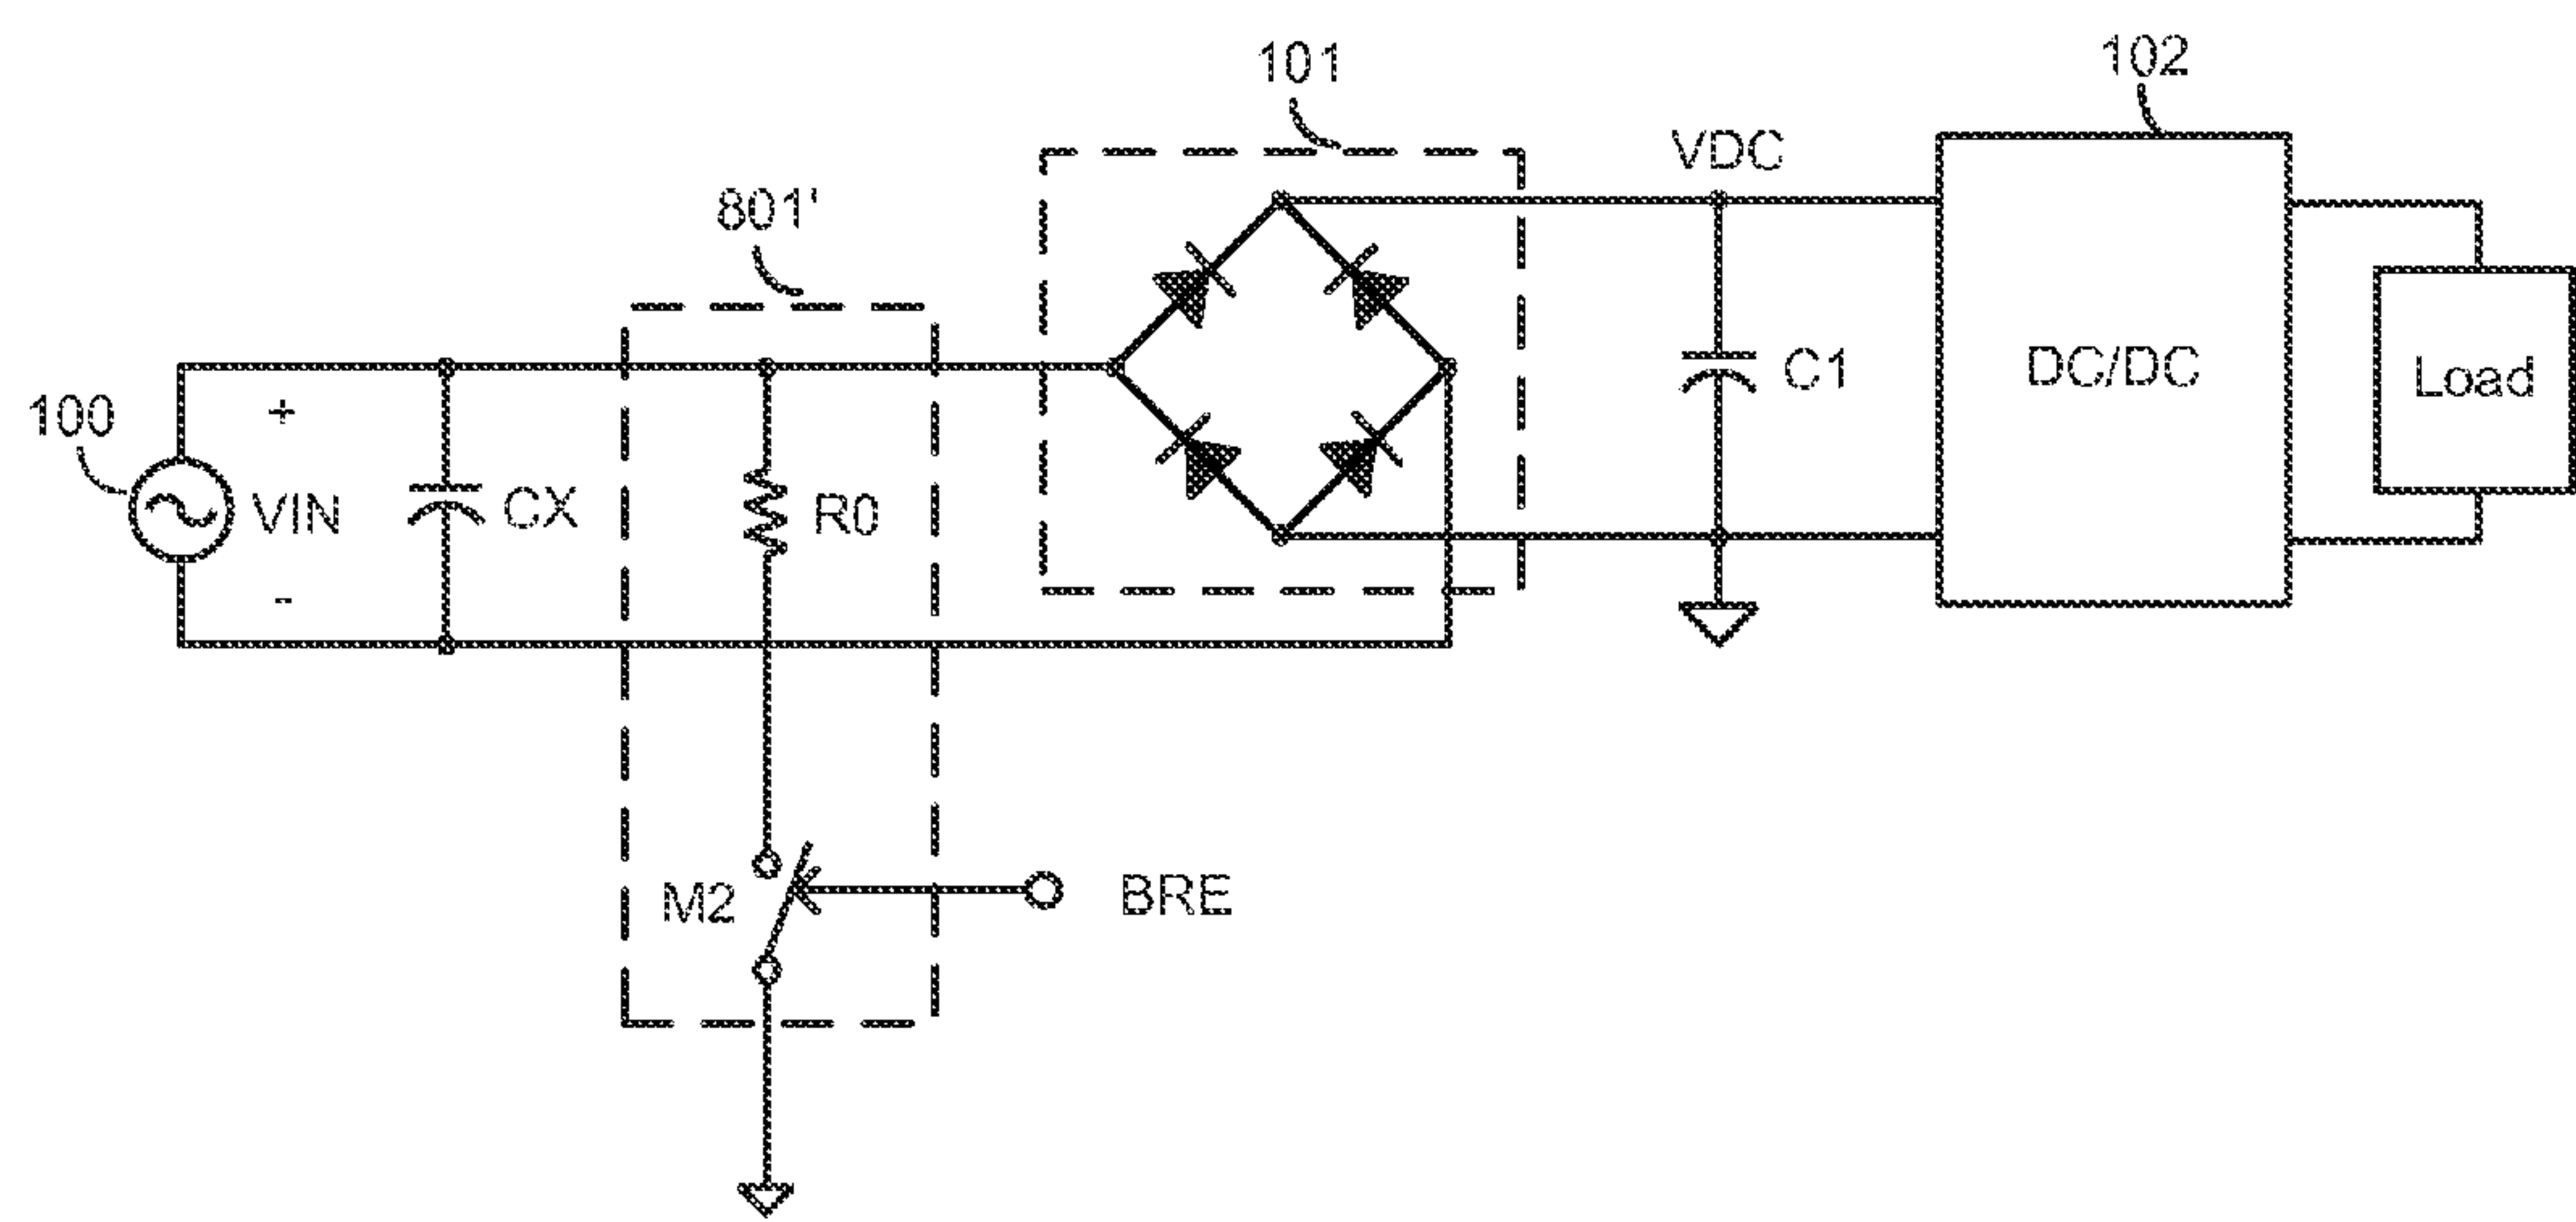 101
102
VDC
801'
100
+
VIN
-
CX
R0
C1
DC/DC
Load
M2
BRE